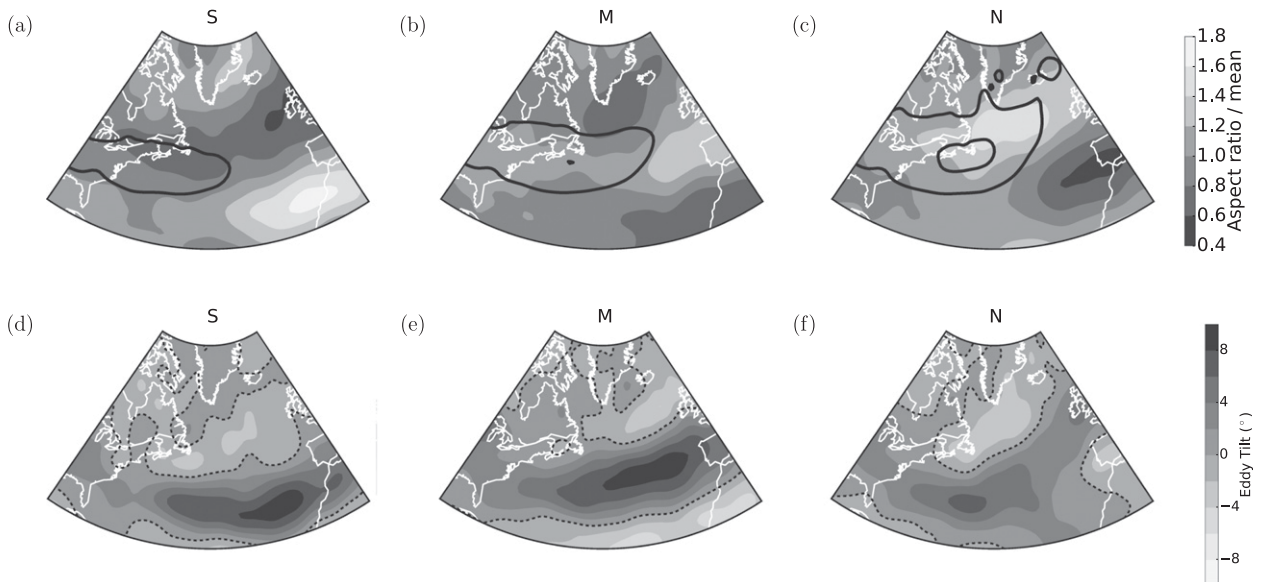 (a)
S
(b)
M
(c)
N
1.8
1.6
1.4
1.2
1.0
0.8
0.6
0.4
Aspect ratio / mean
(d)
S
(e)
M
(f)
N
8
4
0
−4
−8
Eddy Tilt (°)